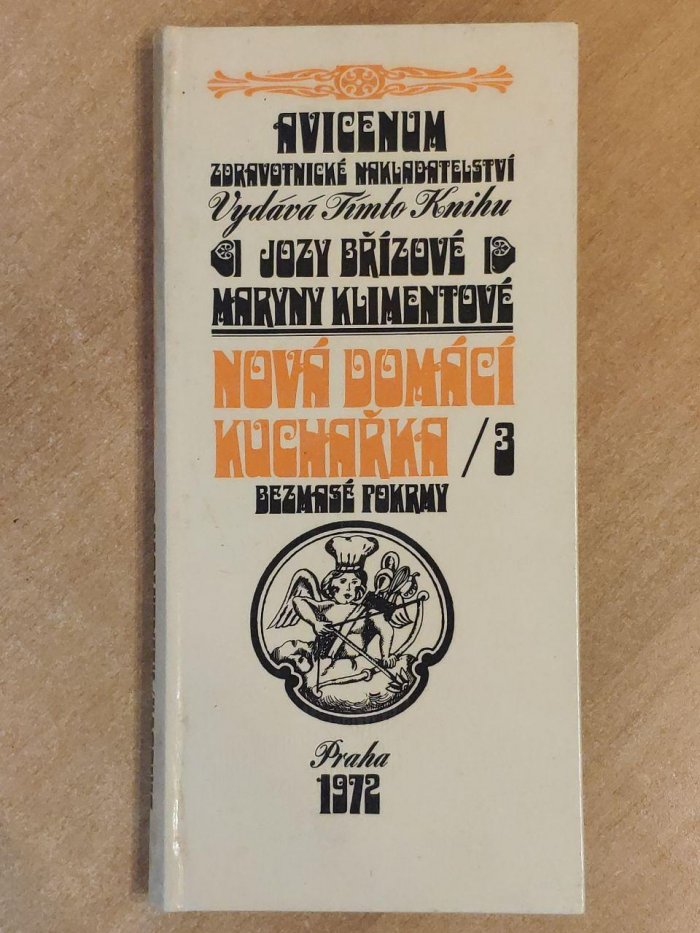 AVICENUM
ZDRAVOTNICKÉ NAKLADATELSTVÍ
Vydává Tímto Knihu
JOZY BŘÍZOVÉ
MARYNY KLIMENTOVÉ
NOVÁ DOMÁCÍ
KUCHAŘKA /3
BEZMASÉ POKRMY
Praha
1972